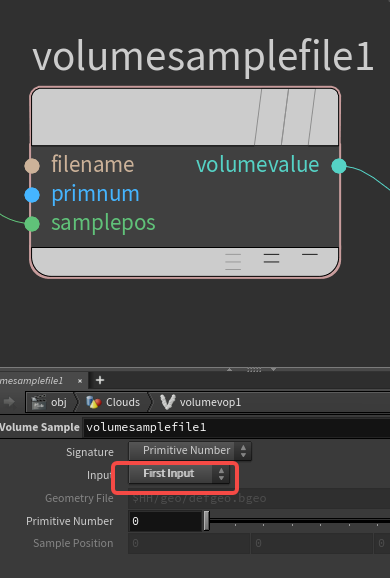 volumesamplefile1
filename volumevalue
primnum
samplepos
mesamplefile1 × +
obj Clouds volumevop1
Volume Sample volumesamplefile1
Signature Primitive Number
Input First Input
Geometry File $HH/geo/defgeo.bgeo
Primitive Number 0
Sample Position 0 0 0